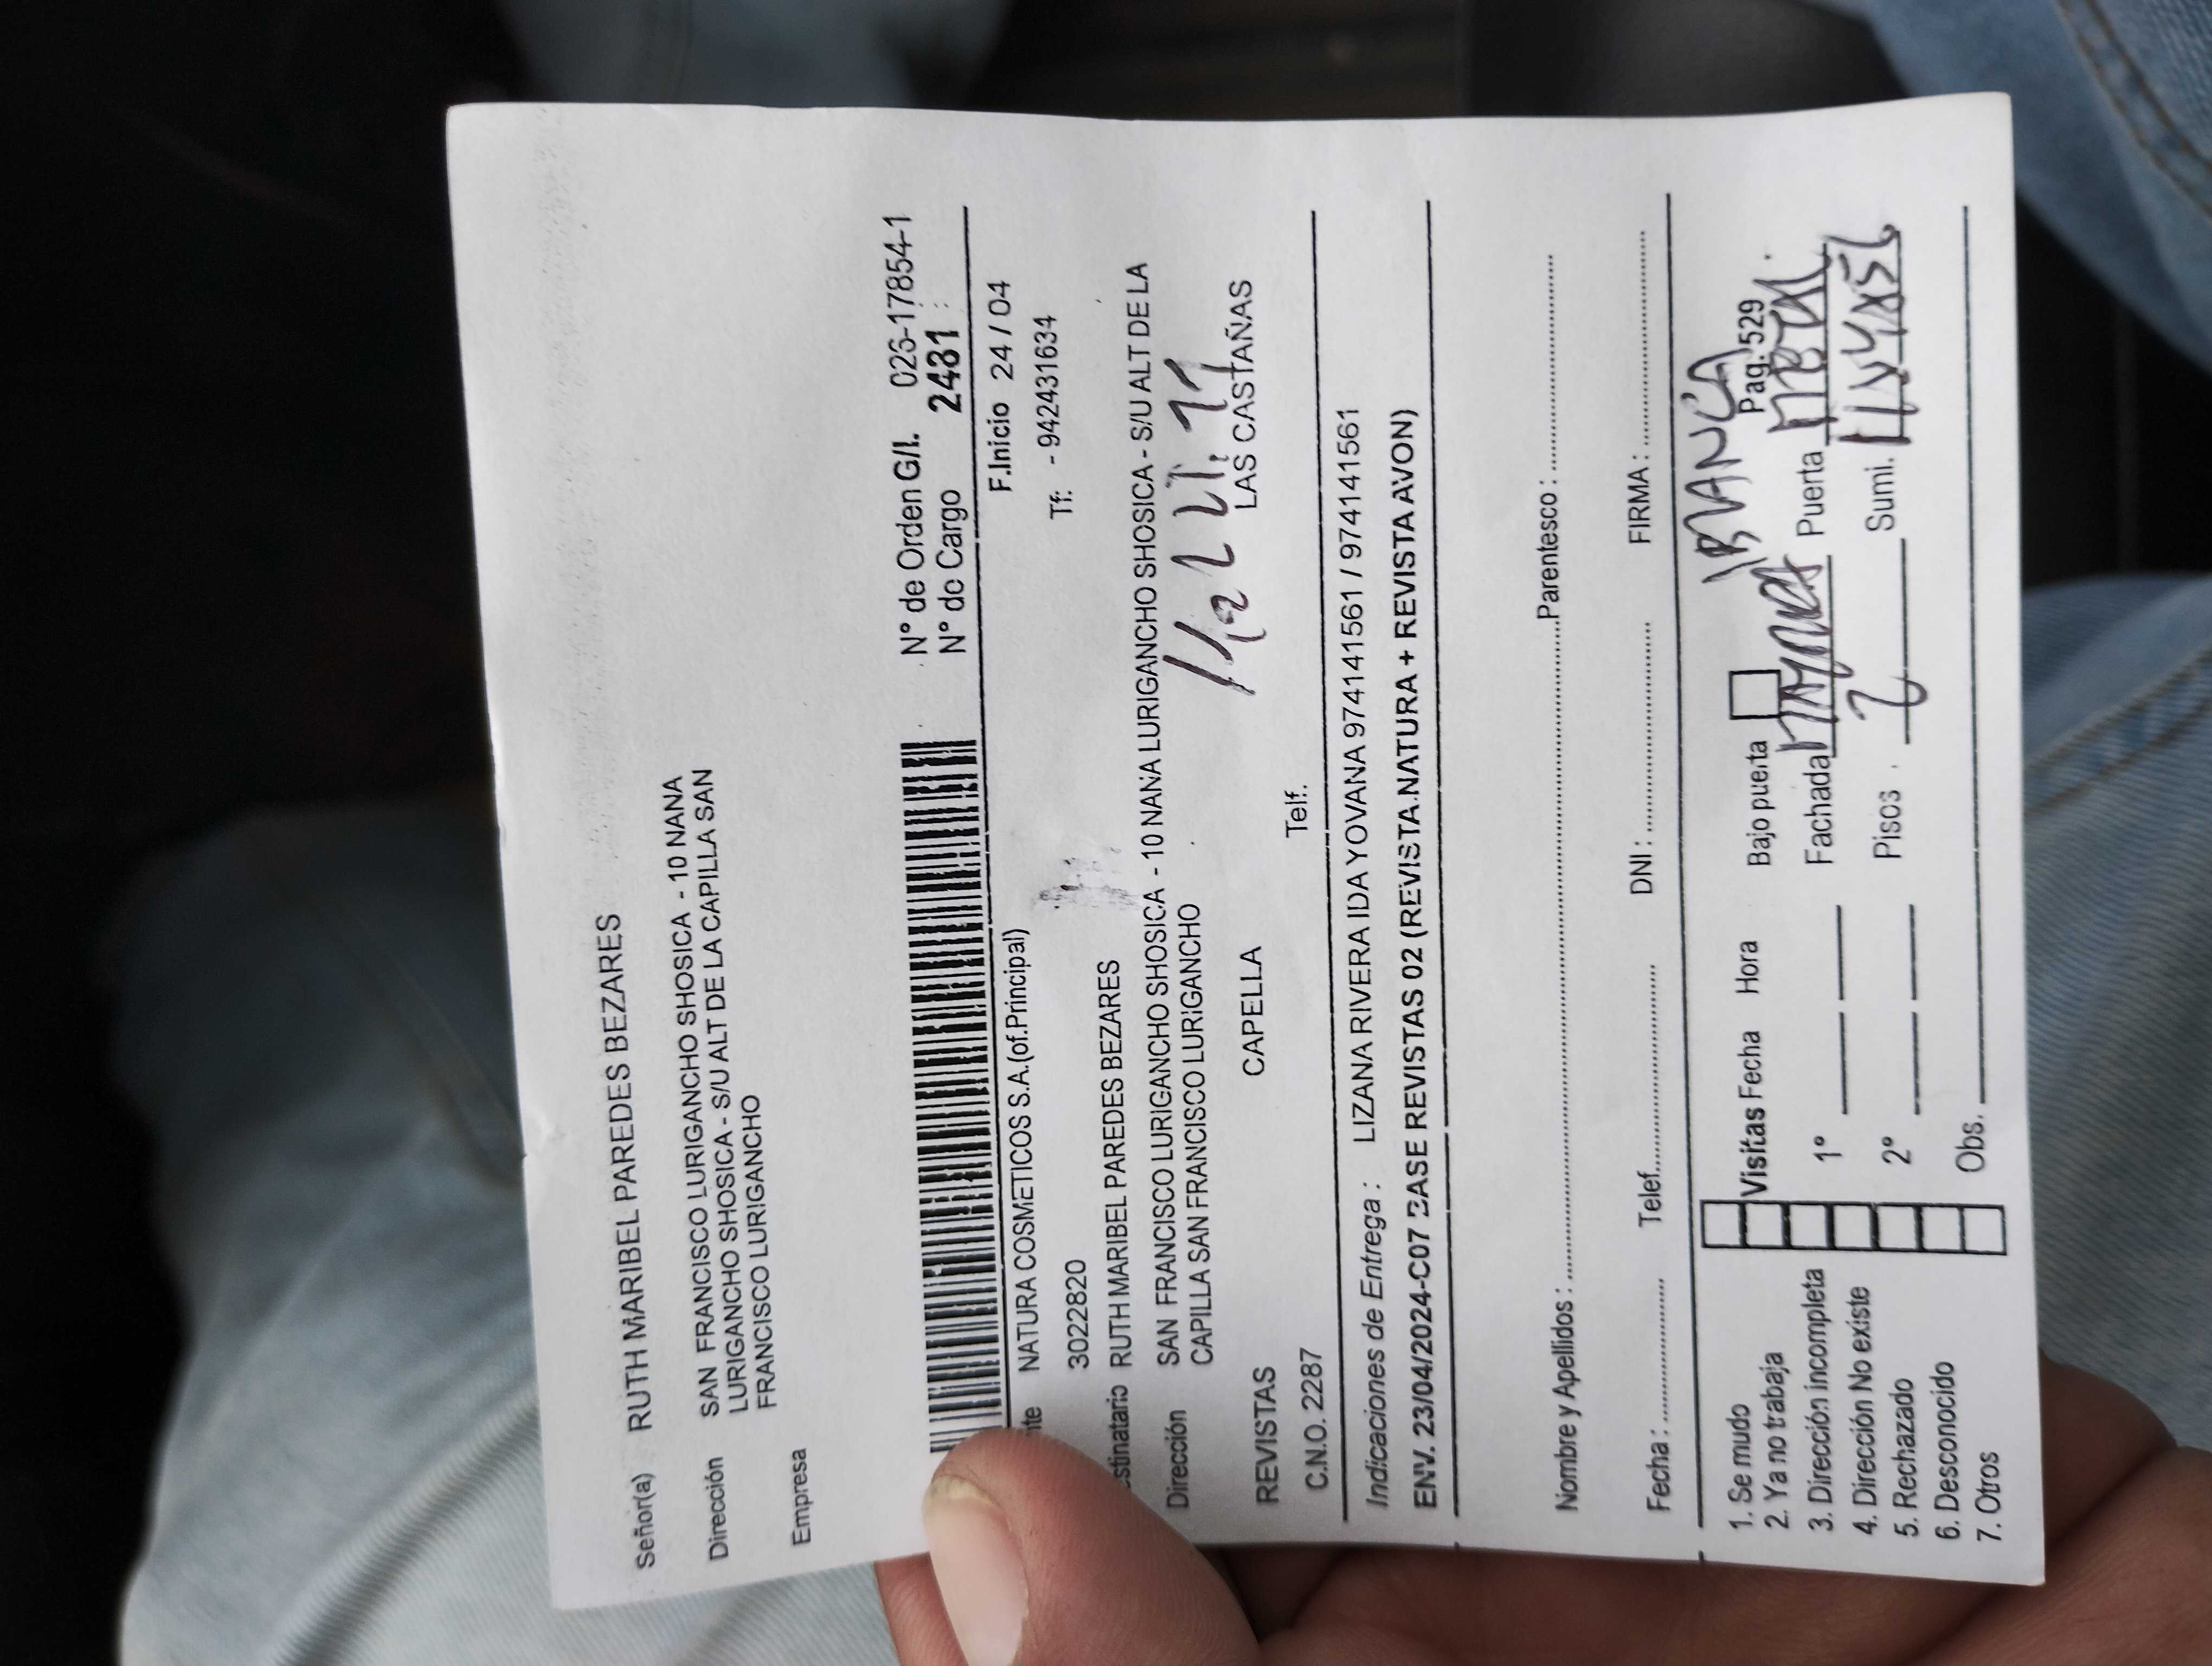 Señor(a) RUTH MARIBEL PAREDES BEZARES
Dirección SAN FRANCISCO LURIGANCHO SHOSICA - 10 NANA
LURIGANCHO SHOSICA - S/U ALT DE LA CAPILLA SAN
FRANCISCO LURIGANCHO
Empresa
N° de Orden G/I. 026-17854-1
N° de Cargo 2481
F.Inicio 24 / 04
NATURA COSMETICOS S.A.(of.Principal)
3022820 Tf: - 942431634
estinatario RUTH MARIBEL PAREDES BEZARES
Dirección SAN FRANCISCO LURIGANCHO SHOSICA - 10 NANA LURIGANCHO SHOSICA - S/U ALT DE LA
CAPILLA SAN FRANCISCO LURIGANCHO
REVISTAS CAPELLA LAS CASTAÑAS
C.N.O. 2287 Telf.
Indicaciones de Entrega : LIZANA RIVERA IDA YOVANA 974141561 / 974141561
ENV. 23/04/2024-C07 BASE REVISTAS 02 (REVISTA.NATURA + REVISTA AVON)
Nombre y Apellidos : Parentesco :
Fecha : Telef. DNI : FIRMA :
BLANCA
1. Se mudo Visitas Fecha Hora Bajo puerta Pag: 529
2. Ya no trabaja
3. Dirección incompleta 1° Fachada Puerta METAL
4. Dirección No existe
5. Rechazado 2° Pisos 2 Sumi.
6. Desconocido
7. Otros Obs.